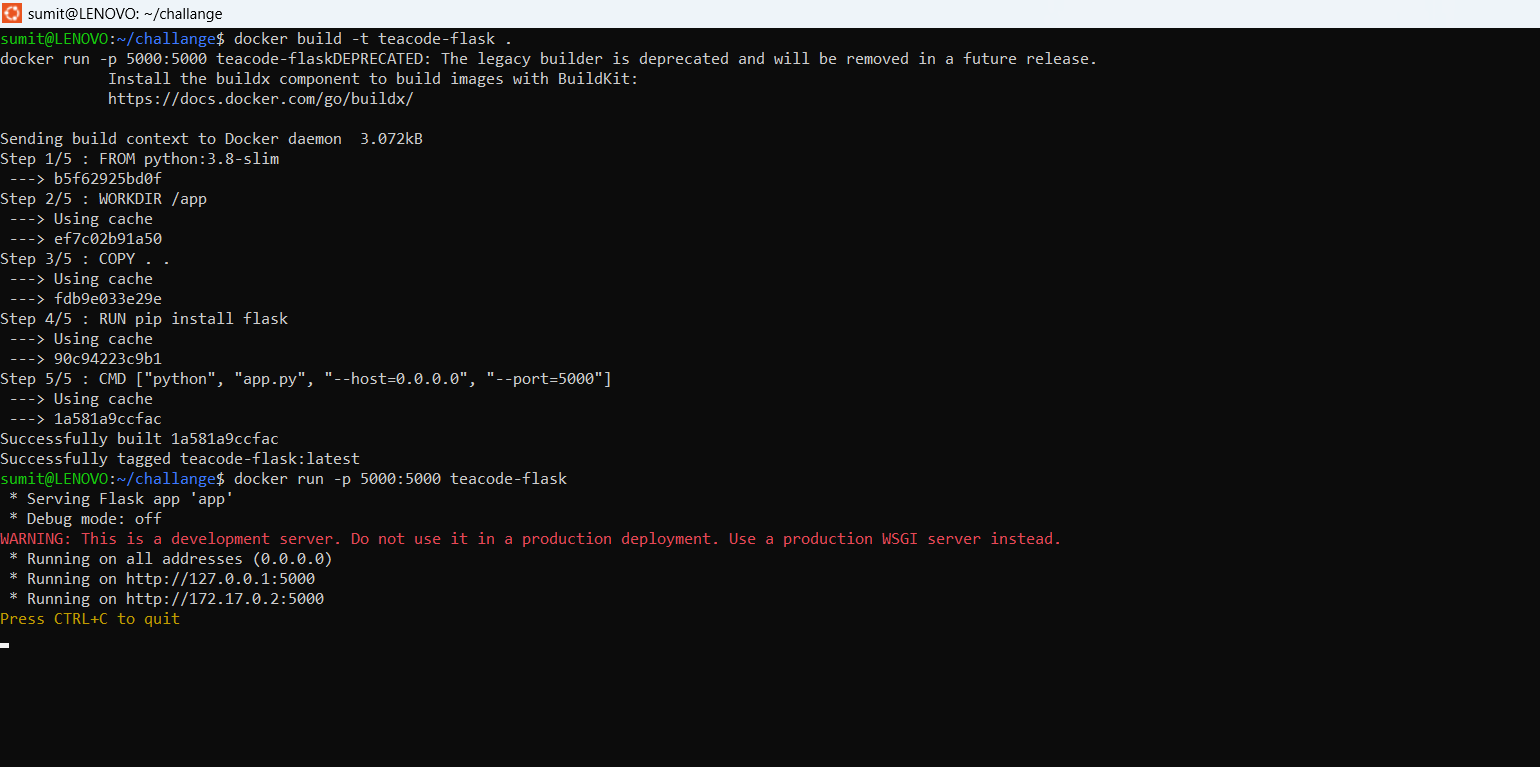 sumit@LENOVO: ~/challange
sumit@LENOVO:~/challange$ docker build -t teacode-flask .
docker run -p 5000:5000 teacode-flaskDEPRECATED: The legacy builder is deprecated and will be removed in a future release.
            Install the buildx component to build images with BuildKit:
            https://docs.docker.com/go/buildx/

Sending build context to Docker daemon  3.072kB
Step 1/5 : FROM python:3.8-slim
 ---> b5f62925bd0f
Step 2/5 : WORKDIR /app
 ---> Using cache
 ---> ef7c02b91a50
Step 3/5 : COPY . .
 ---> Using cache
 ---> fdb9e033e29e
Step 4/5 : RUN pip install flask
 ---> Using cache
 ---> 90c94223c9b1
Step 5/5 : CMD ["python", "app.py", "--host=0.0.0.0", "--port=5000"]
 ---> Using cache
 ---> 1a581a9ccfac
Successfully built 1a581a9ccfac
Successfully tagged teacode-flask:latest
sumit@LENOVO:~/challange$ docker run -p 5000:5000 teacode-flask
 * Serving Flask app 'app'
 * Debug mode: off
WARNING: This is a development server. Do not use it in a production deployment. Use a production WSGI server instead.
 * Running on all addresses (0.0.0.0)
 * Running on http://127.0.0.1:5000
 * Running on http://172.17.0.2:5000
Press CTRL+C to quit